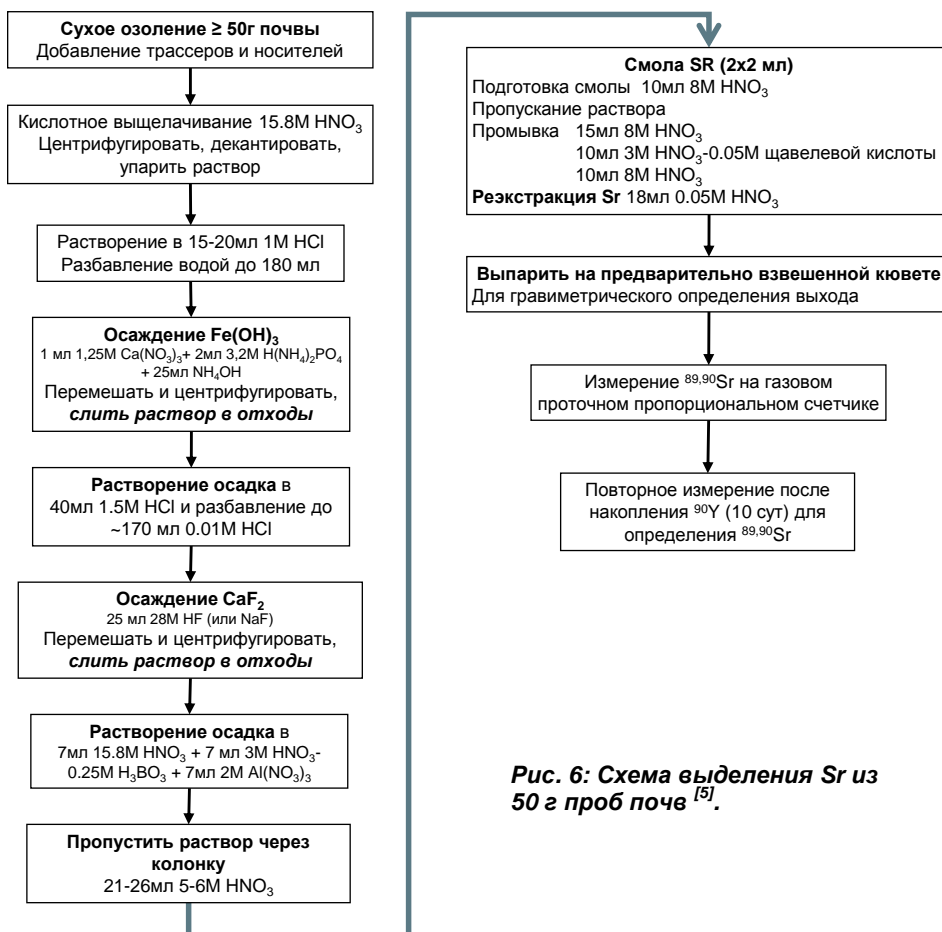 Сухое озоление ≥ 50г почвы
Добавление трассеров и носителей
Кислотное выщелачивание 15.8M HNO₃
Центрифугировать, декантировать,
упарить раствор
Растворение в 15-20мл 1M HCl
Разбавление водой до 180 мл
Осаждение Fe(OH)₃
1 мл 1,25M Ca(NO₃)₃+ 2мл 3,2M H(NH₄)₂PO₄
+ 25мл NH₄OH
Перемешать и центрифугировать,
слить раствор в отходы
Растворение осадка в
40мл 1.5M HCl и разбавление до
~170 мл 0.01M HCl
Осаждение CaF₂
25 мл 28M HF (или NaF)
Перемешать и центрифугировать,
слить раствор в отходы
Растворение осадка в
7мл 15.8M HNO₃ + 7 мл 3M HNO₃-
0.25M H₃BO₃ + 7мл 2M Al(NO₃)₃
Пропустить раствор через
колонку
21-26мл 5-6M HNO₃
Смола SR (2x2 мл)
Подготовка смолы 10мл 8M HNO₃
Пропускание раствора
Промывка 15мл 8M HNO₃
10мл 3M HNO₃-0.05M щавелевой кислоты
10мл 8M HNO₃
Реэкстракция Sr 18мл 0.05M HNO₃
Выпарить на предварительно взвешенной кювете
Для гравиметрического определения выхода
Измерение ⁸⁹,⁹⁰Sr на газовом
проточном пропорциональном счетчике
Повторное измерение после
накопления ⁹⁰Y (10 сут) для
определения ⁸⁹,⁹⁰Sr
Рис. 6: Схема выделения Sr из
50 г проб почв [5].